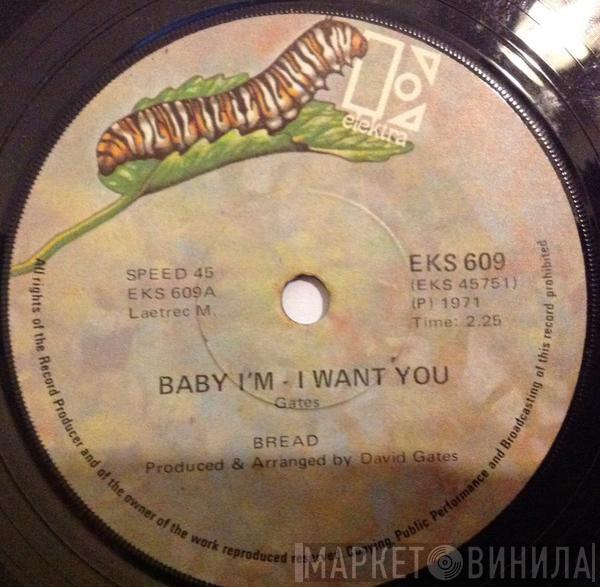 elektra
SPEED 45
EKS 609A
Laetrec M.
EKS 609
(EKS 45751)
(P) 1971
Time: 2.25
BABY I'M - I WANT YOU
Gates
BREAD
Produced & Arranged by David Gates
All rights of the Record Producer and of the owner of the work reproduced reserved. Copying, Public Performance and Broadcasting of this record prohibited
МАРКЕТ ВИНИЛА